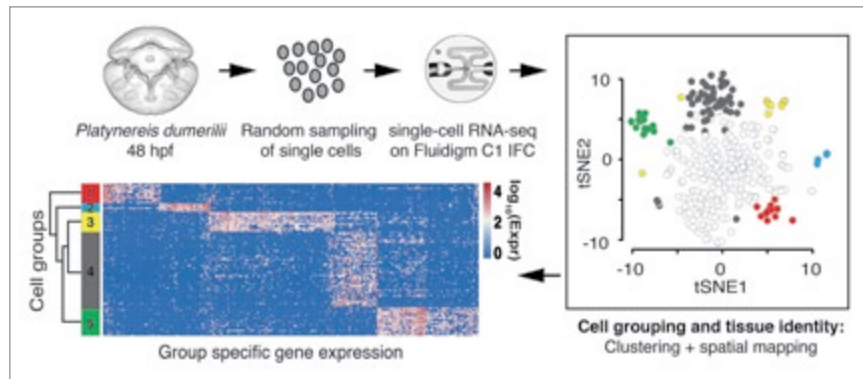 Platynereis dumerilii
48 hpf
Random sampling
of single cells
single-cell RNA-seq
on Fluidigm C1 IFC
10
0
-10
tSNE2
-10
0
10
tSNE1
Cell grouping and tissue identity:
Clustering + spatial mapping
Cell groups
2
3
4
5
4
2
0
log10(Expr)
Group specific gene expression